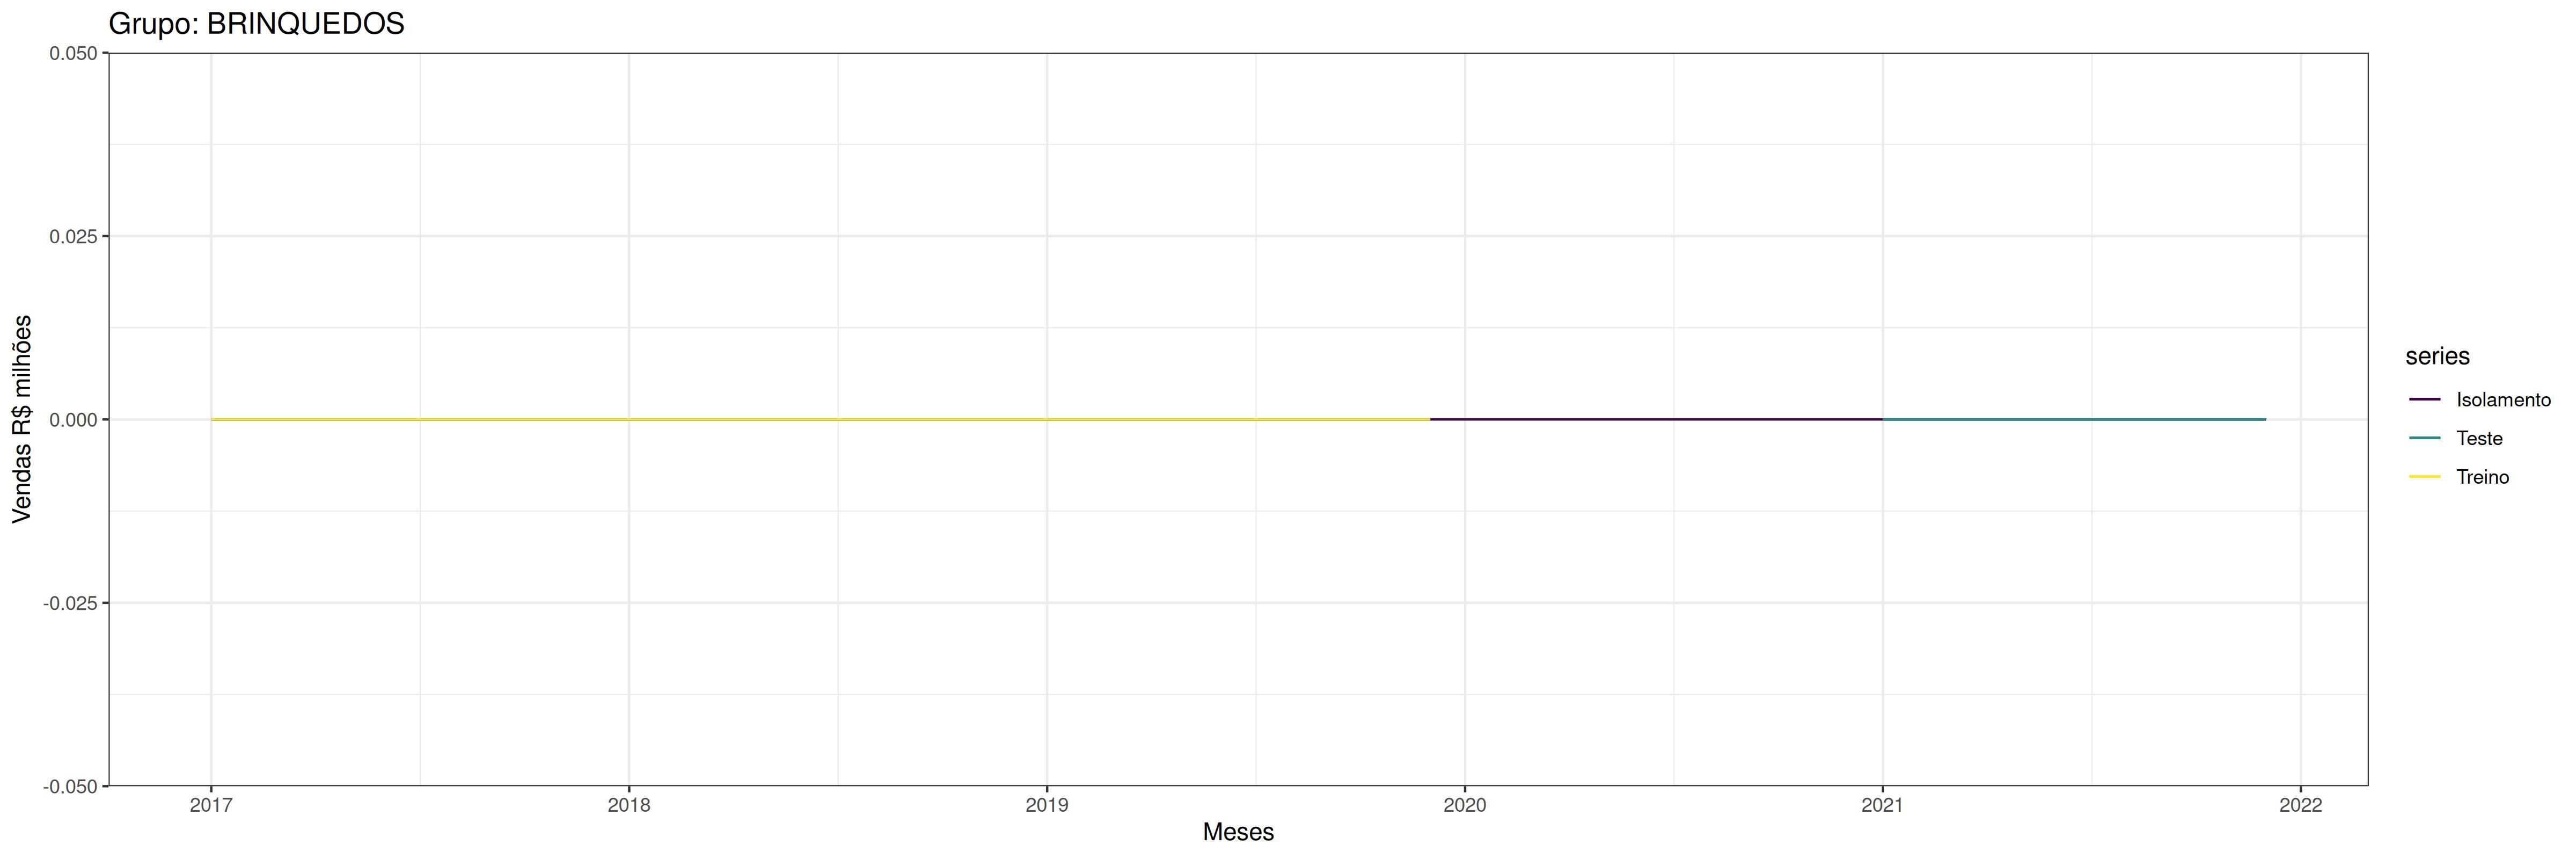 Grupo: BRINQUEDOS
0.050
0.025
0.000
-0.025
-0.050
Vendas R$ milhões
2017 2018 2019 2020 2021 2022
Meses
series
Isolamento
Teste
Treino